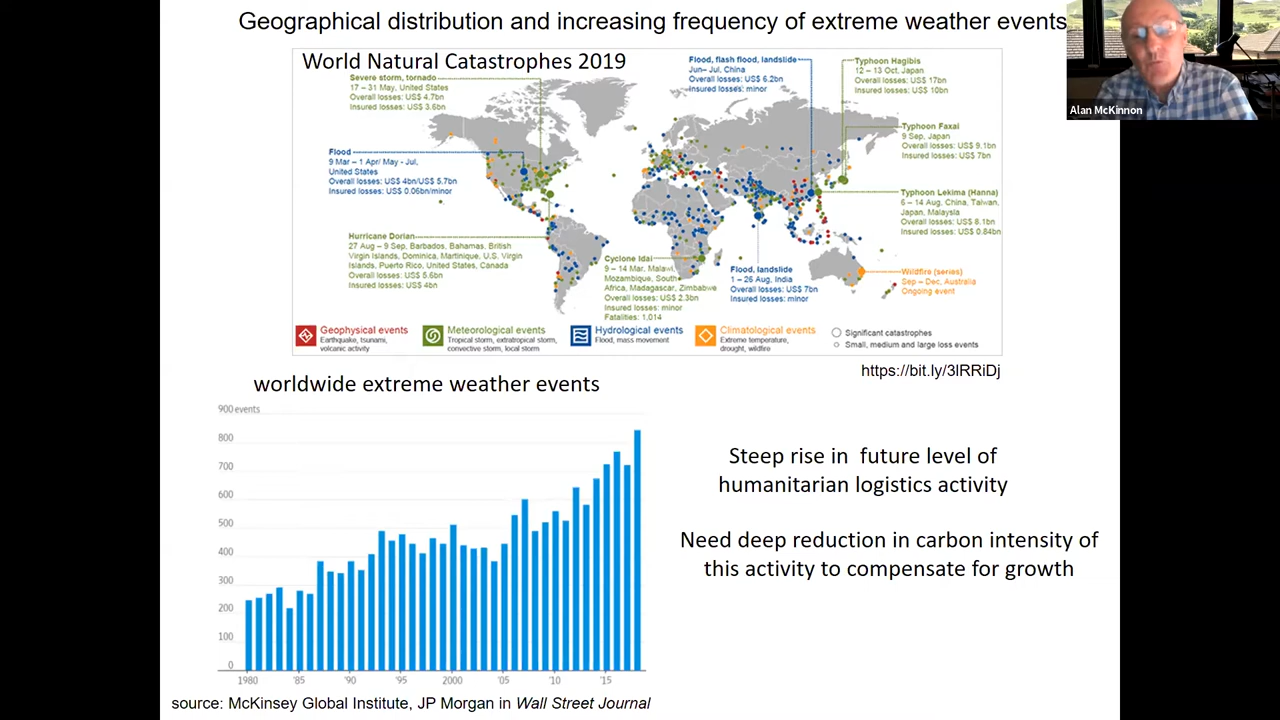 Geographical distribution and increasing frequency of extreme weather events
Alan McKinnon
World Natural Catastrophes 2019
Severe storm, tornado
17 – 31 May, United States
Overall losses: US$ 4.7bn
Insured losses: US$ 3.6bn
Flood, flash flood, landslide
Jun– Jul, China
Overall losses: US$ 6.2bn
Insured losses: minor
Typhoon Hagibis
12 – 13 Oct, Japan
Overall losses: US$ 17bn
Insured losses: US$ 10bn
Typhoon Faxai
9 Sep, Japan
Overall losses: US$ 9.1bn
Insured losses: US$ 7bn
Flood
9 Mar – 1 Apr/ May - Jul,
United States
Overall losses: US$ 4bn/US$ 5.7bn
Insured losses: US$ 0.06bn/minor
Typhoon Lekima (Hanna)
6 – 14 Aug, China, Taiwan,
Japan, Malaysia
Overall losses: US$ 8.1bn
Insured losses: US$ 0.84bn
Hurricane Dorian
27 Aug – 9 Sep, Barbados, Bahamas, British
Virgin Islands, Dominica, Martinique, U.S. Virgin
Islands, Puerto Rico, United States, Canada
Overall losses: US$ 5.6bn
Insured losses: US$ 4bn
Cyclone Idai
9 – 14 Mar, Malawi,
Mozambique, South
Africa, Madagascar, Zimbabwe
Overall losses: US$ 2.3bn
Insured losses: minor
Fatalities: 1,014
Flood, landslide
1 – 26 Aug, India
Overall losses: US$ 7bn
Insured losses: minor
Wildfire (series)
Sep – Dec, Australia
Ongoing event
Geophysical events
Earthquake, tsunami,
volcanic activity
Meteorological events
Tropical storm, extratropical storm,
convective storm, local storm
Hydrological events
Flood, mass movement
Climatological events
Extreme temperature,
drought, wildfire
Significant catastrophes
Small, medium and large loss events
https://bit.ly/3lRRiDj
worldwide extreme weather events
900 events
800
700
600
500
400
300
200
100
0
1980 '85 '90 '95 2000 '05 '10 '15
Steep rise in future level of
humanitarian logistics activity
Need deep reduction in carbon intensity of
this activity to compensate for growth
source: McKinsey Global Institute, JP Morgan in Wall Street Journal